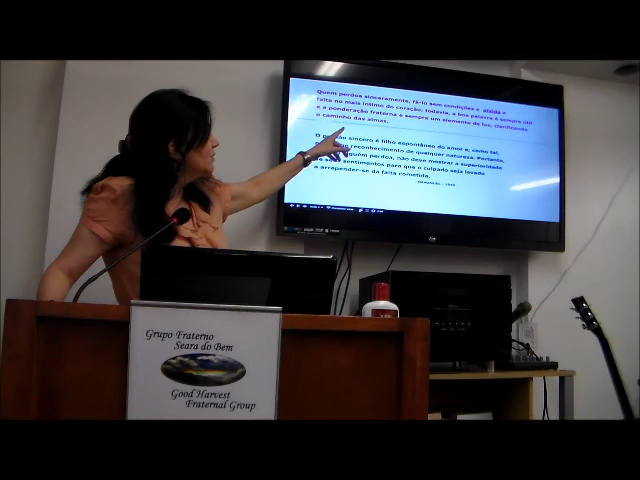 Quem perdoa sinceramente, fá-lo sem condições e olvida a
falta no mais íntimo do coração; todavia, a boa palavra é sempre útil
e a ponderação fraterna é sempre um elemento de luz, clarificando
o caminho das almas.
O perdão sincero é filho espontâneo do amor e, como tal,
reconhecimento de qualquer natureza. Portanto,
alguém perdoa, não deve mostrar a superioridade
sentimentos para que o culpado seja levado
a arrepender-se da falta cometida.
Grupo Fraterno
Seara do Bem
Good Harvest
Fraternal Group